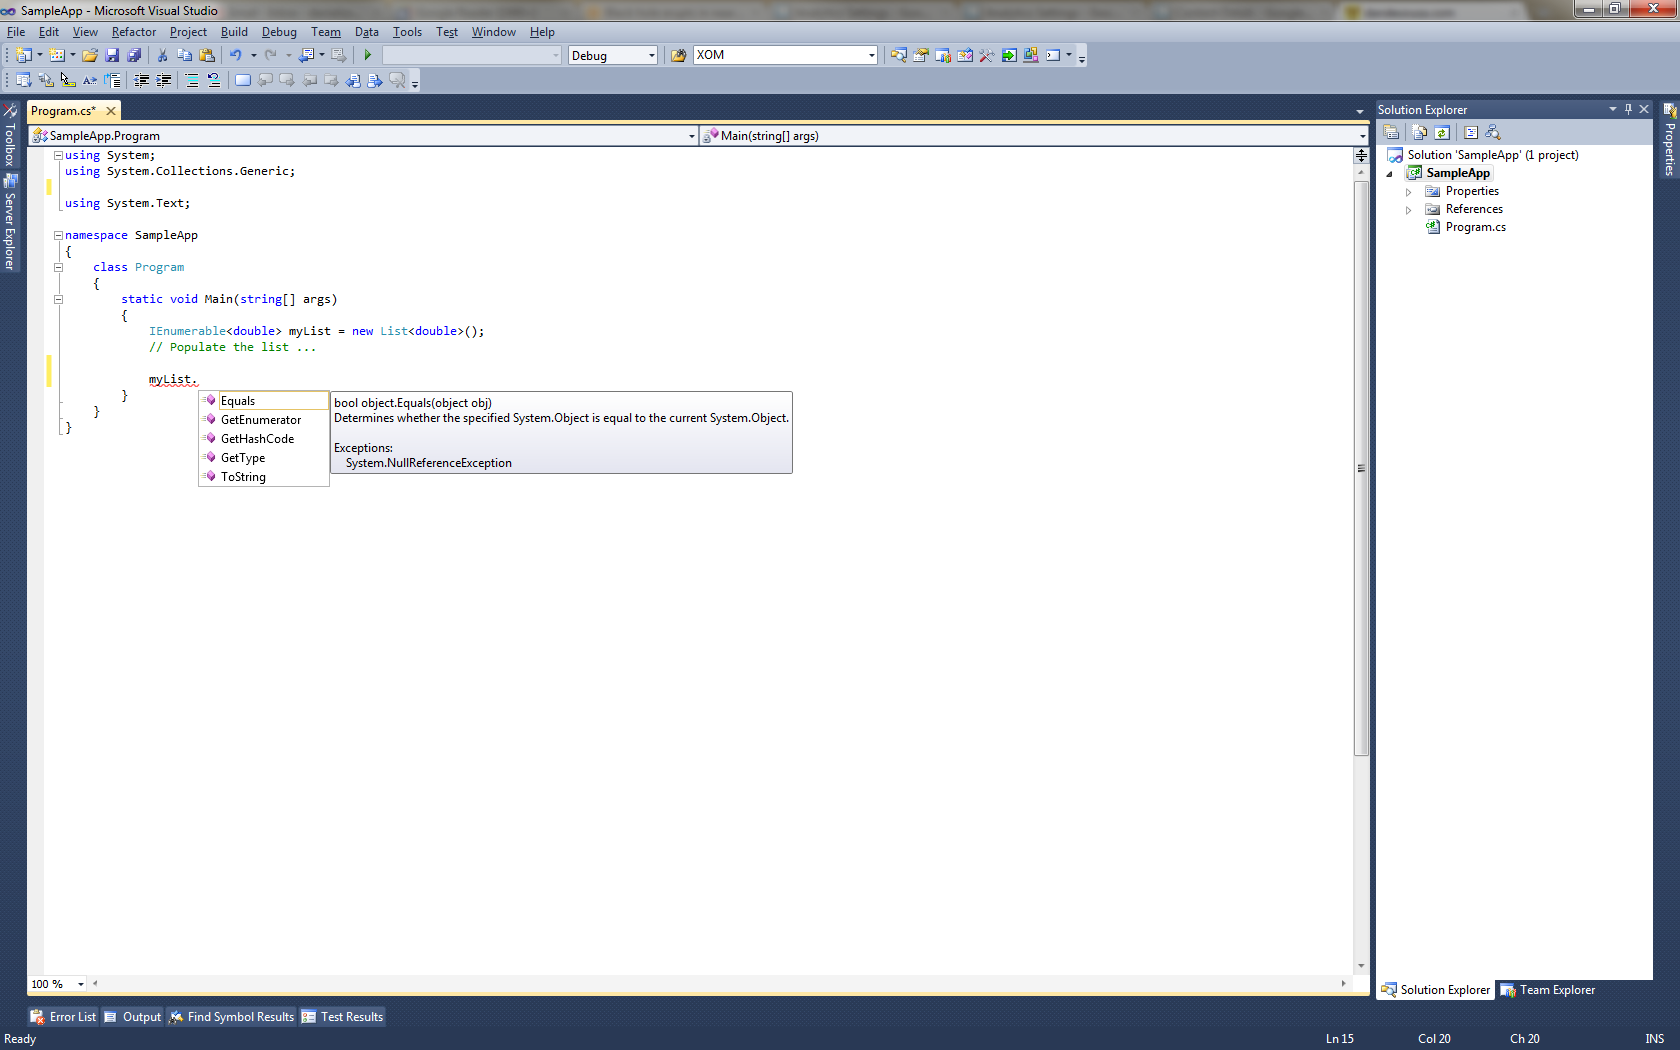 SampleApp - Microsoft Visual Studio
File Edit View Refactor Project Build Debug Team Data Tools Test Window Help
Debug XOM
Program.cs*
Solution Explorer
Toolbox
Server Explorer
Properties
SampleApp.Program
Main(string[] args)
using System;
using System.Collections.Generic;
using System.Text;
namespace SampleApp
{
class Program
{
static void Main(string[] args)
{
IEnumerable<double> myList = new List<double>();
// Populate the list ...
myList.
}
}
}
Equals
GetEnumerator
GetHashCode
GetType
ToString
bool object.Equals(object obj)
Determines whether the specified System.Object is equal to the current System.Object.
Exceptions:
System.NullReferenceException
Solution 'SampleApp' (1 project)
SampleApp
Properties
References
Program.cs
100 %
Solution Explorer Team Explorer
Error List Output Find Symbol Results Test Results
Ready Ln 15 Col 20 Ch 20 INS